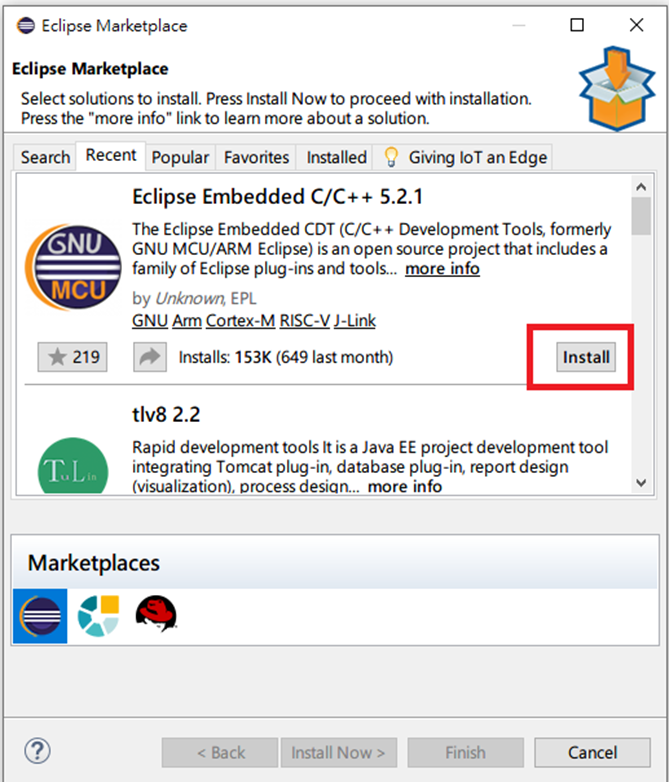 Eclipse Marketplace
Eclipse Marketplace
Select solutions to install. Press Install Now to proceed with installation.
Press the "more info" link to learn more about a solution.
Search Recent Popular Favorites Installed Giving IoT an Edge
Eclipse Embedded C/C++ 5.2.1
The Eclipse Embedded CDT (C/C++ Development Tools, formerly
GNU MCU/ARM Eclipse) is an open source project that includes a
family of Eclipse plug-ins and tools... more info
GNU
MCU
by Unknown, EPL
GNU Arm Cortex-M RISC-V J-Link
219 Installs: 153K (649 last month) Install
tlv8 2.2
Rapid development tools It is a Java EE project development tool
integrating Tomcat plug-in, database plug-in, report design
(visualization), process design... more info
TuLin
Marketplaces
? < Back Install Now > Finish Cancel